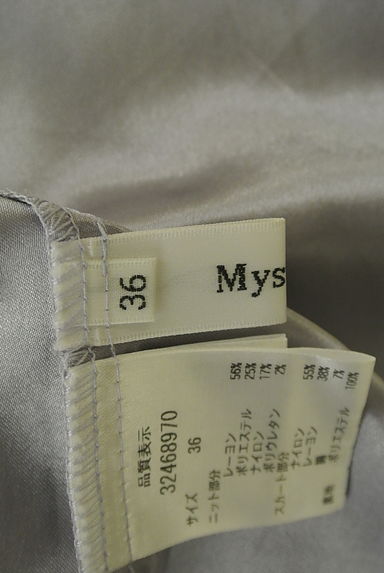 36
Mys
品質表示
32468970
サイズ 36
ニット部分
レーヨン 56%
ポリエステル 25%
ナイロン 17%
ポリウレタン 2%
スカート部分
ナイロン 55%
レーヨン 38%
7%
ポリエステル 100%